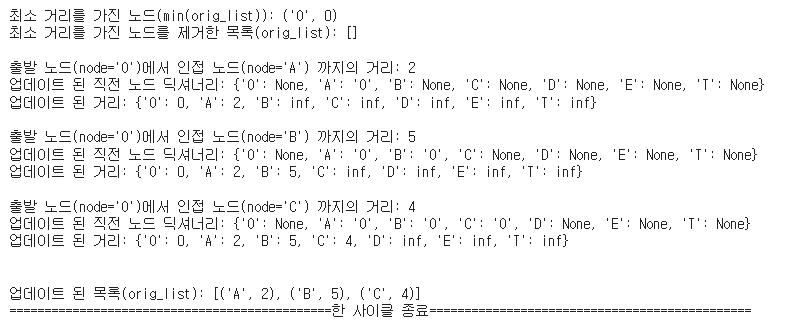 최소 거리를 가진 노드(min(orig_list)): ('O', 0)
최소 거리를 가진 노드를 제거한 목록(orig_list): []
출발 노드(node='O')에서 인접 노드(node='A') 까지의 거리: 2
업데이트 된 직전 노드 딕셔너리: {'O': None, 'A': 'O', 'B': None, 'C': None, 'D': None, 'E': None, 'T': None}
업데이트 된 거리: {'O': 0, 'A': 2, 'B': inf, 'C': inf, 'D': inf, 'E': inf, 'T': inf}
출발 노드(node='O')에서 인접 노드(node='B') 까지의 거리: 5
업데이트 된 직전 노드 딕셔너리: {'O': None, 'A': 'O', 'B': 'O', 'C': None, 'D': None, 'E': None, 'T': None}
업데이트 된 거리: {'O': 0, 'A': 2, 'B': 5, 'C': inf, 'D': inf, 'E': inf, 'T': inf}
출발 노드(node='O')에서 인접 노드(node='C') 까지의 거리: 4
업데이트 된 직전 노드 딕셔너리: {'O': None, 'A': 'O', 'B': 'O', 'C': 'O', 'D': None, 'E': None, 'T': None}
업데이트 된 거리: {'O': 0, 'A': 2, 'B': 5, 'C': 4, 'D': inf, 'E': inf, 'T': inf}
업데이트 된 목록(orig_list): [('A', 2), ('B', 5), ('C', 4)]
==============================================한 사이클 종료==============================================